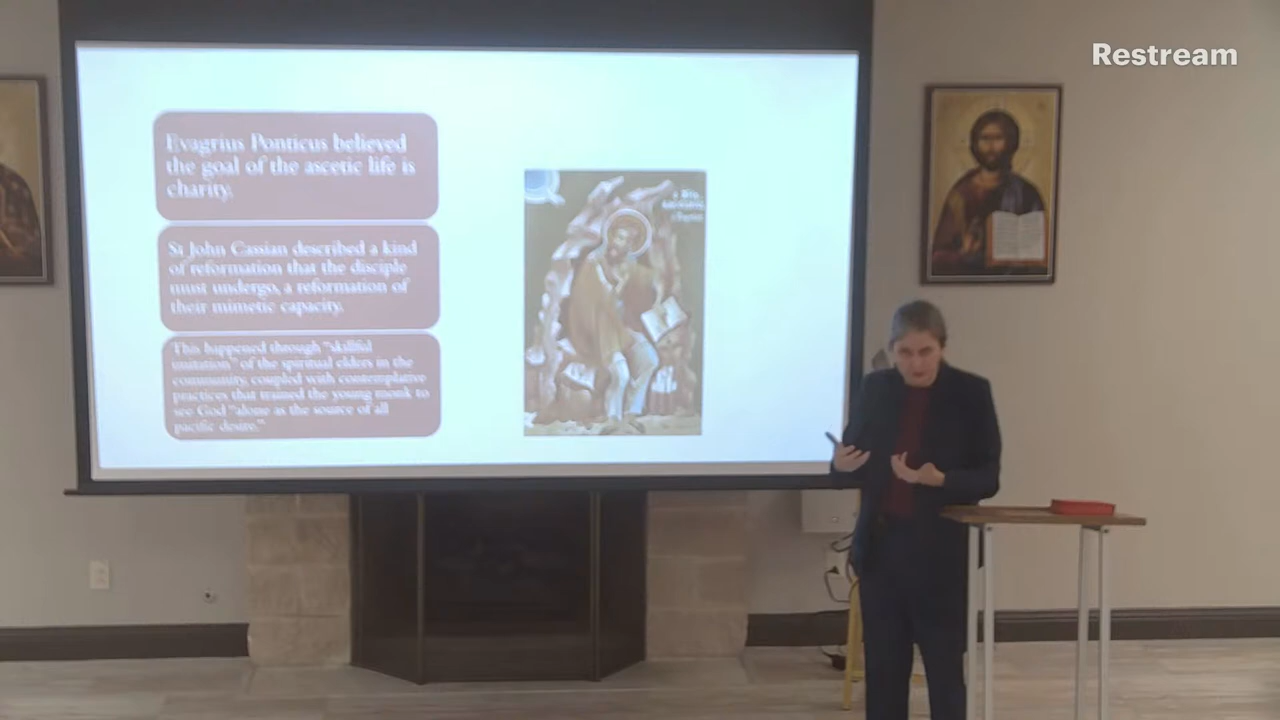 Restream
Evagrius Ponticus believed
the goal of the ascetic life is
charity.
St John Cassian described a kind
of reformation that the disciple
must undergo, a reformation of
their mimetic capacity.
This happened through "skillful
imitation" of the spiritual elders in the
community, coupled with contemplative
practices that trained the young monk to
see God "alone as the source of all
pacific desire."